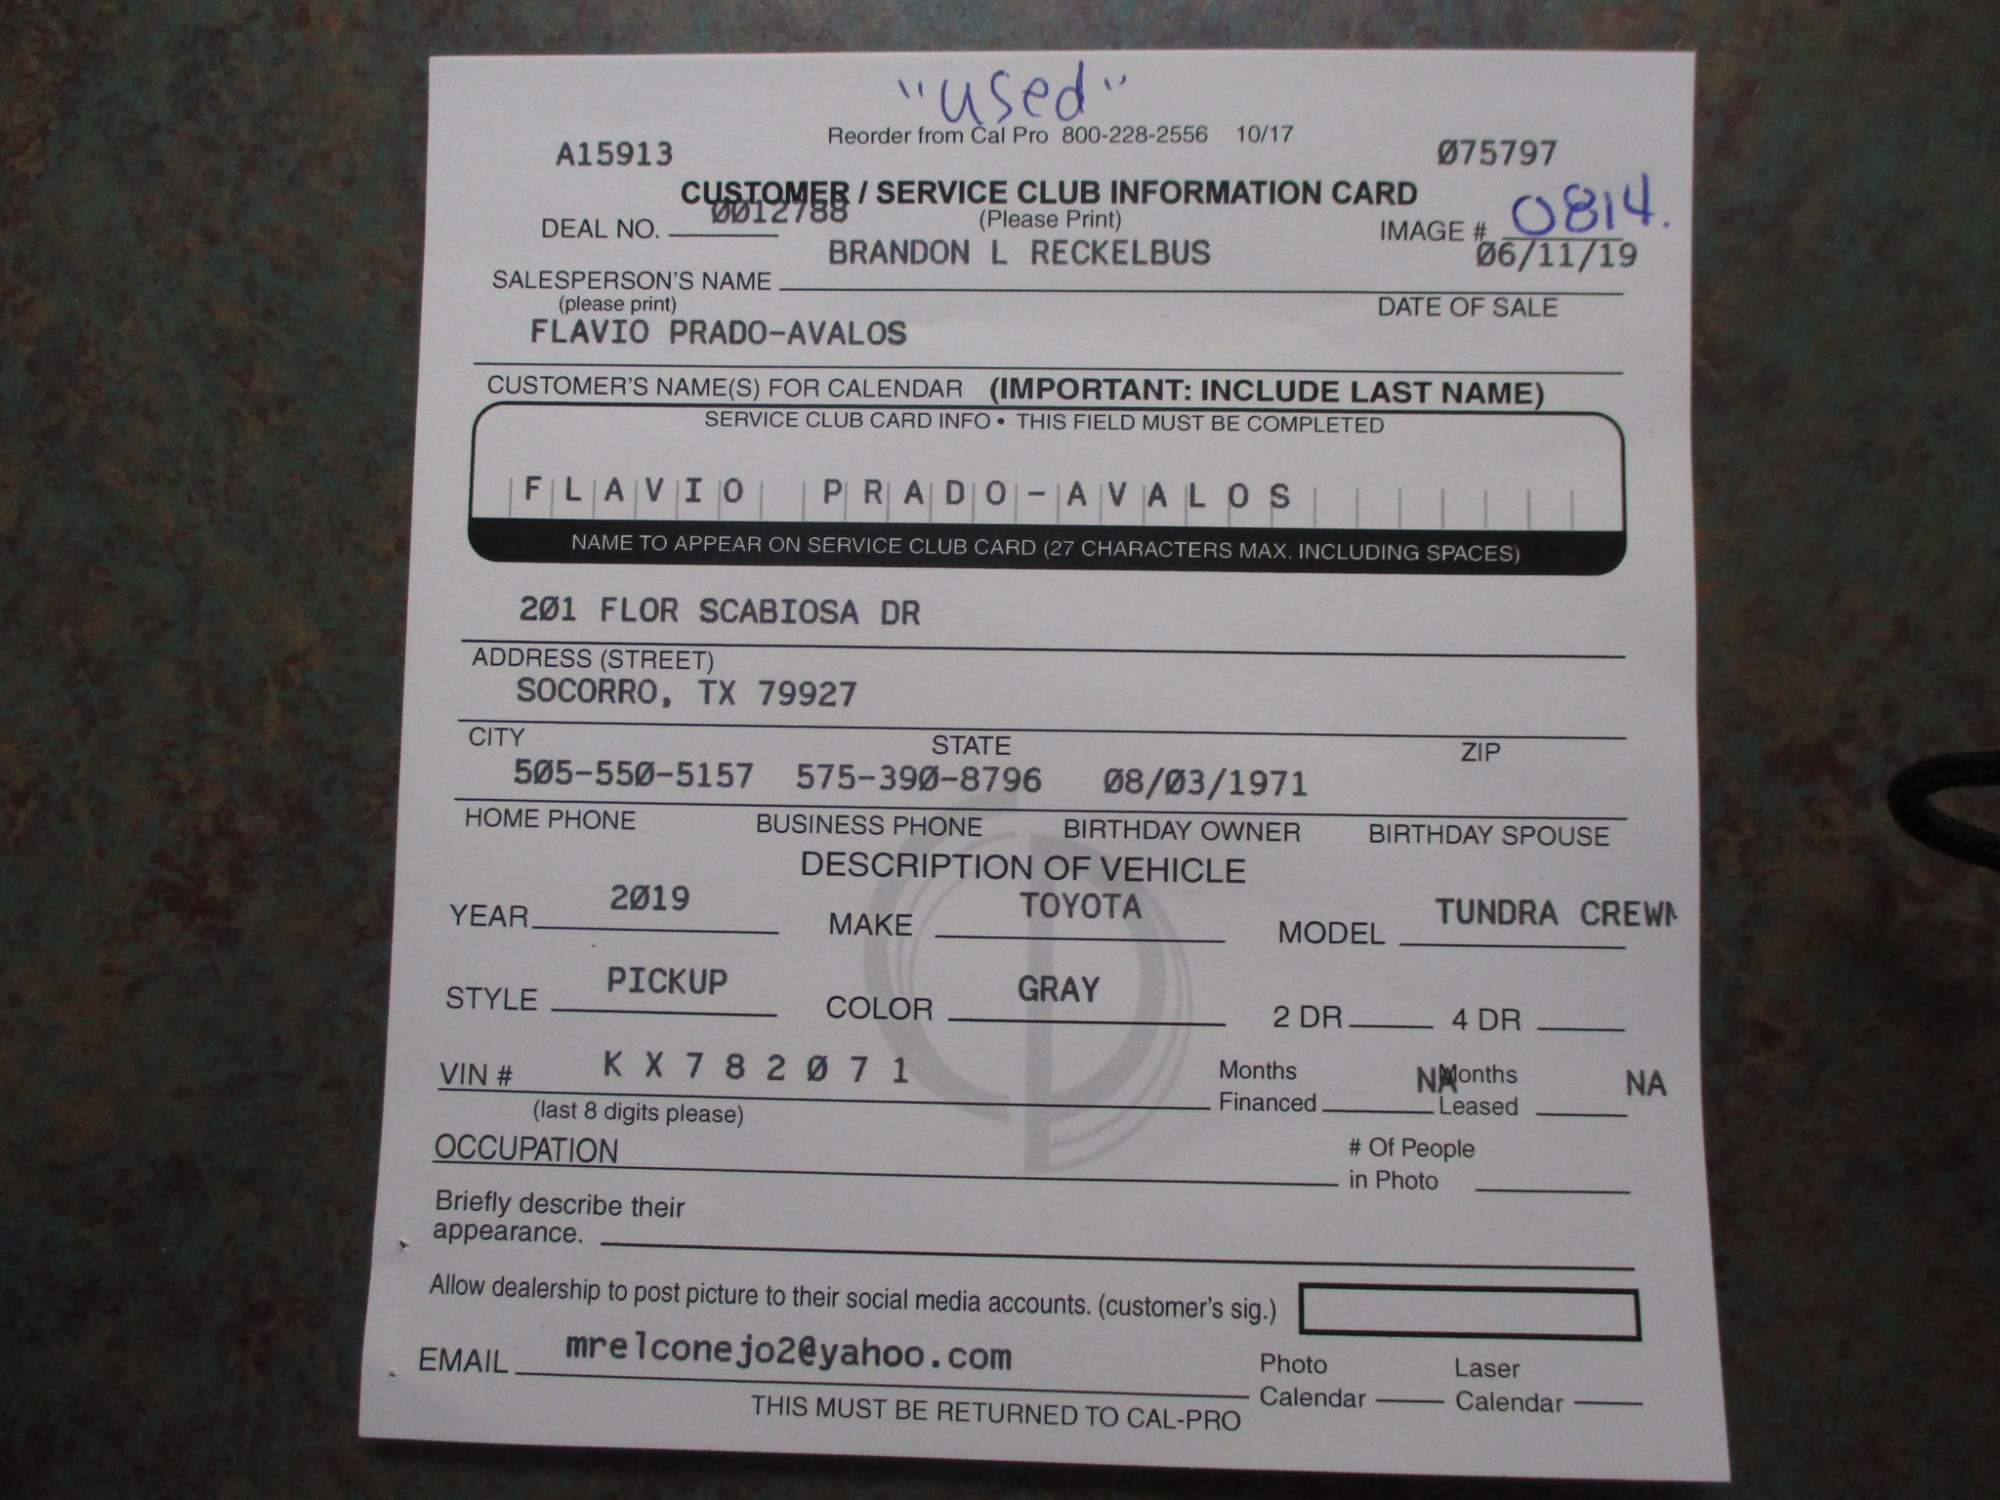 "used"
Reorder from Cal Pro 800-228-2556 10/17
A15913 Ø75797
CUSTOMER / SERVICE CLUB INFORMATION CARD
DEAL NO. ØØ12788 (Please Print) IMAGE # 0814.
BRANDON L RECKELBUS Ø6/11/19
SALESPERSON'S NAME
(please print) DATE OF SALE
FLAVIO PRADO-AVALOS
CUSTOMER'S NAME(S) FOR CALENDAR (IMPORTANT: INCLUDE LAST NAME)
SERVICE CLUB CARD INFO • THIS FIELD MUST BE COMPLETED
FLAVIO PRADO-AVALOS
NAME TO APPEAR ON SERVICE CLUB CARD (27 CHARACTERS MAX. INCLUDING SPACES)
2Ø1 FLOR SCABIOSA DR
ADDRESS (STREET)
SOCORRO, TX 79927
CITY STATE ZIP
5Ø5-55Ø-5157 575-39Ø-8796 Ø8/Ø3/1971
HOME PHONE BUSINESS PHONE BIRTHDAY OWNER BIRTHDAY SPOUSE
DESCRIPTION OF VEHICLE
YEAR 2Ø19 MAKE TOYOTA MODEL TUNDRA CREW
STYLE PICKUP COLOR GRAY 2 DR 4 DR
VIN # K X 7 8 2 Ø 7 1 Months Financed NA Months Leased NA
(last 8 digits please)
OCCUPATION # Of People
in Photo
Briefly describe their
appearance.
Allow dealership to post picture to their social media accounts. (customer's sig.)
EMAIL mrelconejo2@yahoo.com Photo Calendar Laser Calendar
THIS MUST BE RETURNED TO CAL-PRO